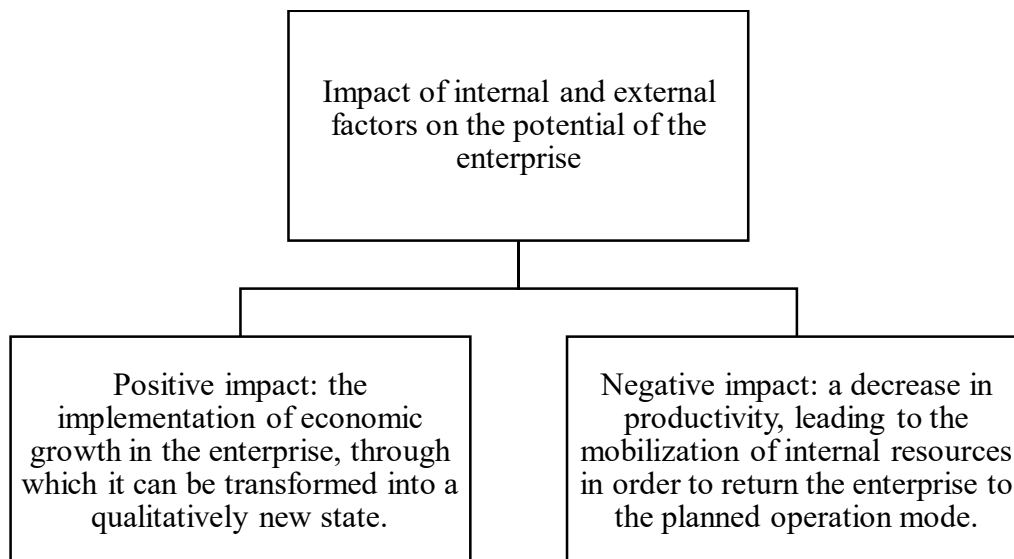 Impact of internal and external
factors on the potential of the
enterprise
Positive impact: the
implementation of economic
growth in the enterprise, through
which it can be transformed into a
qualitatively new state.
Negative impact: a decrease in
productivity, leading to the
mobilization of internal resources
in order to return the enterprise to
the planned operation mode.